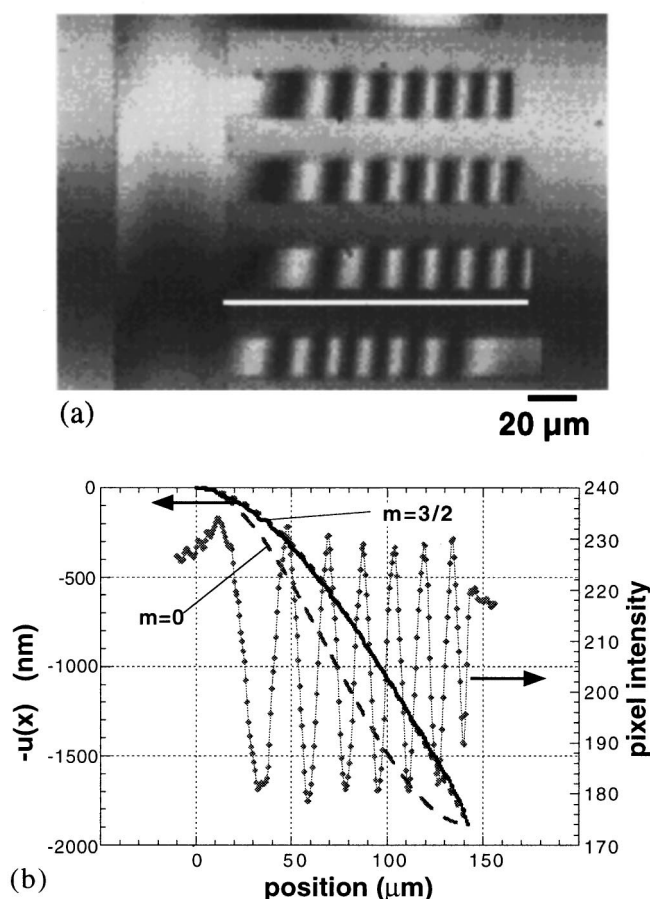 (a)
20 μm
0
-500
-1000
-1500
-2000
-u(x) (nm)
m=0
m=3/2
240
230
220
210
200
190
180
170
pixel intensity
0
50
100
150
position (μm)
(b)